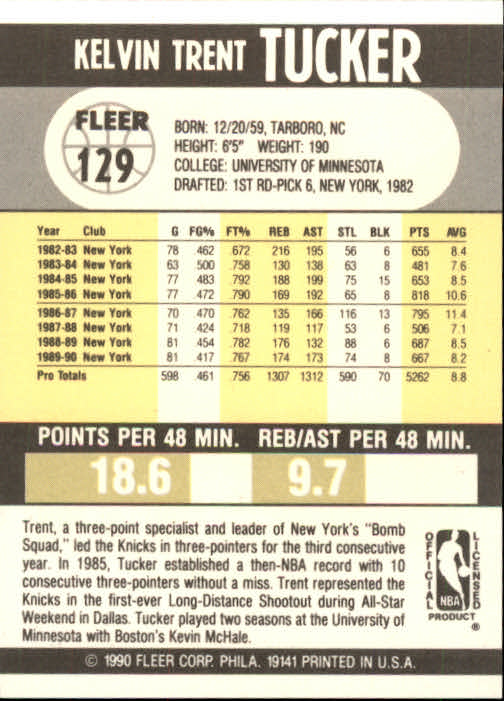 KELVIN TRENT TUCKER
FLEER
129
BORN: 12/20/59, TARBORO, NC
HEIGHT: 6'5" WEIGHT: 190
COLLEGE: UNIVERSITY OF MINNESOTA
DRAFTED: 1ST RD-PICK 6, NEW YORK, 1982
Year Club G FG% FT% REB AST STL BLK PTS AVG
1982-83 New York 78 462 .672 216 195 56 6 655 8.4
1983-84 New York 63 500 .758 130 138 63 8 481 7.6
1984-85 New York 77 483 .792 188 199 75 15 653 8.5
1985-86 New York 77 472 .790 169 192 65 8 818 10.6
1986-87 New York 70 470 .762 135 166 116 13 795 11.4
1987-88 New York 71 424 .718 119 117 53 6 506 7.1
1988-89 New York 81 454 .782 176 132 88 6 687 8.5
1989-90 New York 81 417 .767 174 173 74 8 667 8.2
Pro Totals 598 461 .756 1307 1312 590 70 5262 8.8
POINTS PER 48 MIN. REB/AST PER 48 MIN.
18.6 9.7
Trent, a three-point specialist and leader of New York's "Bomb
Squad," led the Knicks in three-pointers for the third consecutive
year. In 1985, Tucker established a then-NBA record with 10
consecutive three-pointers without a miss. Trent represented the
Knicks in the first-ever Long-Distance Shootout during All-Star
Weekend in Dallas. Tucker played two seasons at the University of
Minnesota with Boston's Kevin McHale.
OFFICIAL LICENSED
NBA
PRODUCT ®
© 1990 FLEER CORP. PHILA. 19141 PRINTED IN U.S.A.